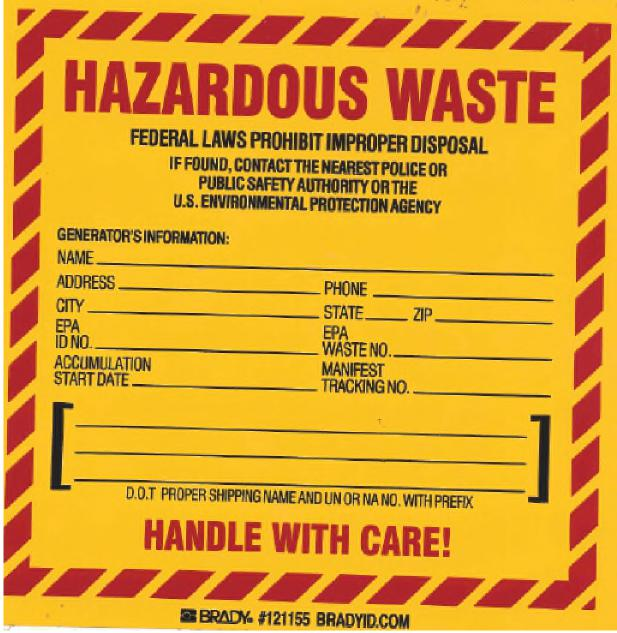 HAZARDOUS WASTE
FEDERAL LAWS PROHIBIT IMPROPER DISPOSAL
IF FOUND, CONTACT THE NEAREST POLICE OR
PUBLIC SAFETY AUTHORITY OR THE
U.S. ENVIRONMENTAL PROTECTION AGENCY
GENERATOR'S INFORMATION:
NAME
ADDRESS PHONE
CITY STATE ZIP
EPA
ID NO.
EPA
WASTE NO.
ACCUMULATION
START DATE
MANIFEST
TRACKING NO.
D.O.T PROPER SHIPPING NAME AND UN OR NA NO. WITH PREFIX
HANDLE WITH CARE!
BRADY. #121155 BRADYID.COM